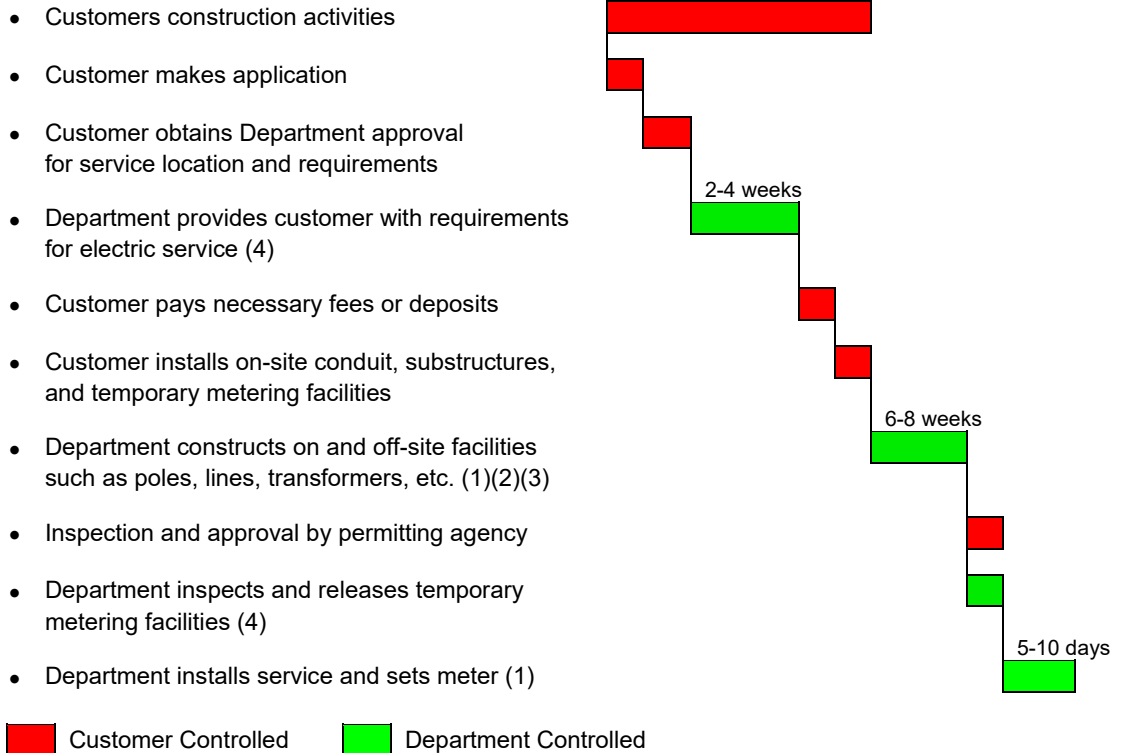 • Customers construction activities
• Customer makes application
• Customer obtains Department approval
for service location and requirements
2-4 weeks
• Department provides customer with requirements
for electric service (4)
• Customer pays necessary fees or deposits
• Customer installs on-site conduit, substructures,
and temporary metering facilities
6-8 weeks
• Department constructs on and off-site facilities
such as poles, lines, transformers, etc. (1)(2)(3)
• Inspection and approval by permitting agency
• Department inspects and releases temporary
metering facilities (4)
5-10 days
• Department installs service and sets meter (1)
Customer Controlled
Department Controlled